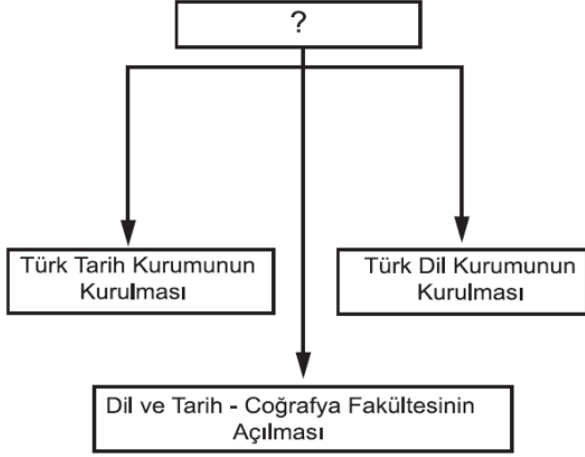 ?
Türk Tarih Kurumunun
Kurulması
Türk Dil Kurumunun
Kurulması
Dil ve Tarih - Coğrafya Fakültesinin
Açılması